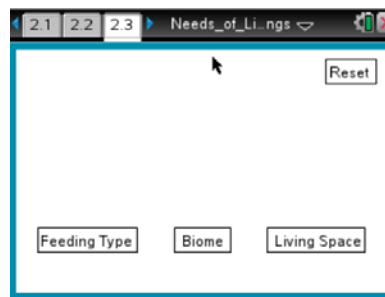 2.1 2.2 2.3 Needs_of_Li...ngs
Reset
Feeding Type Biome Living Space